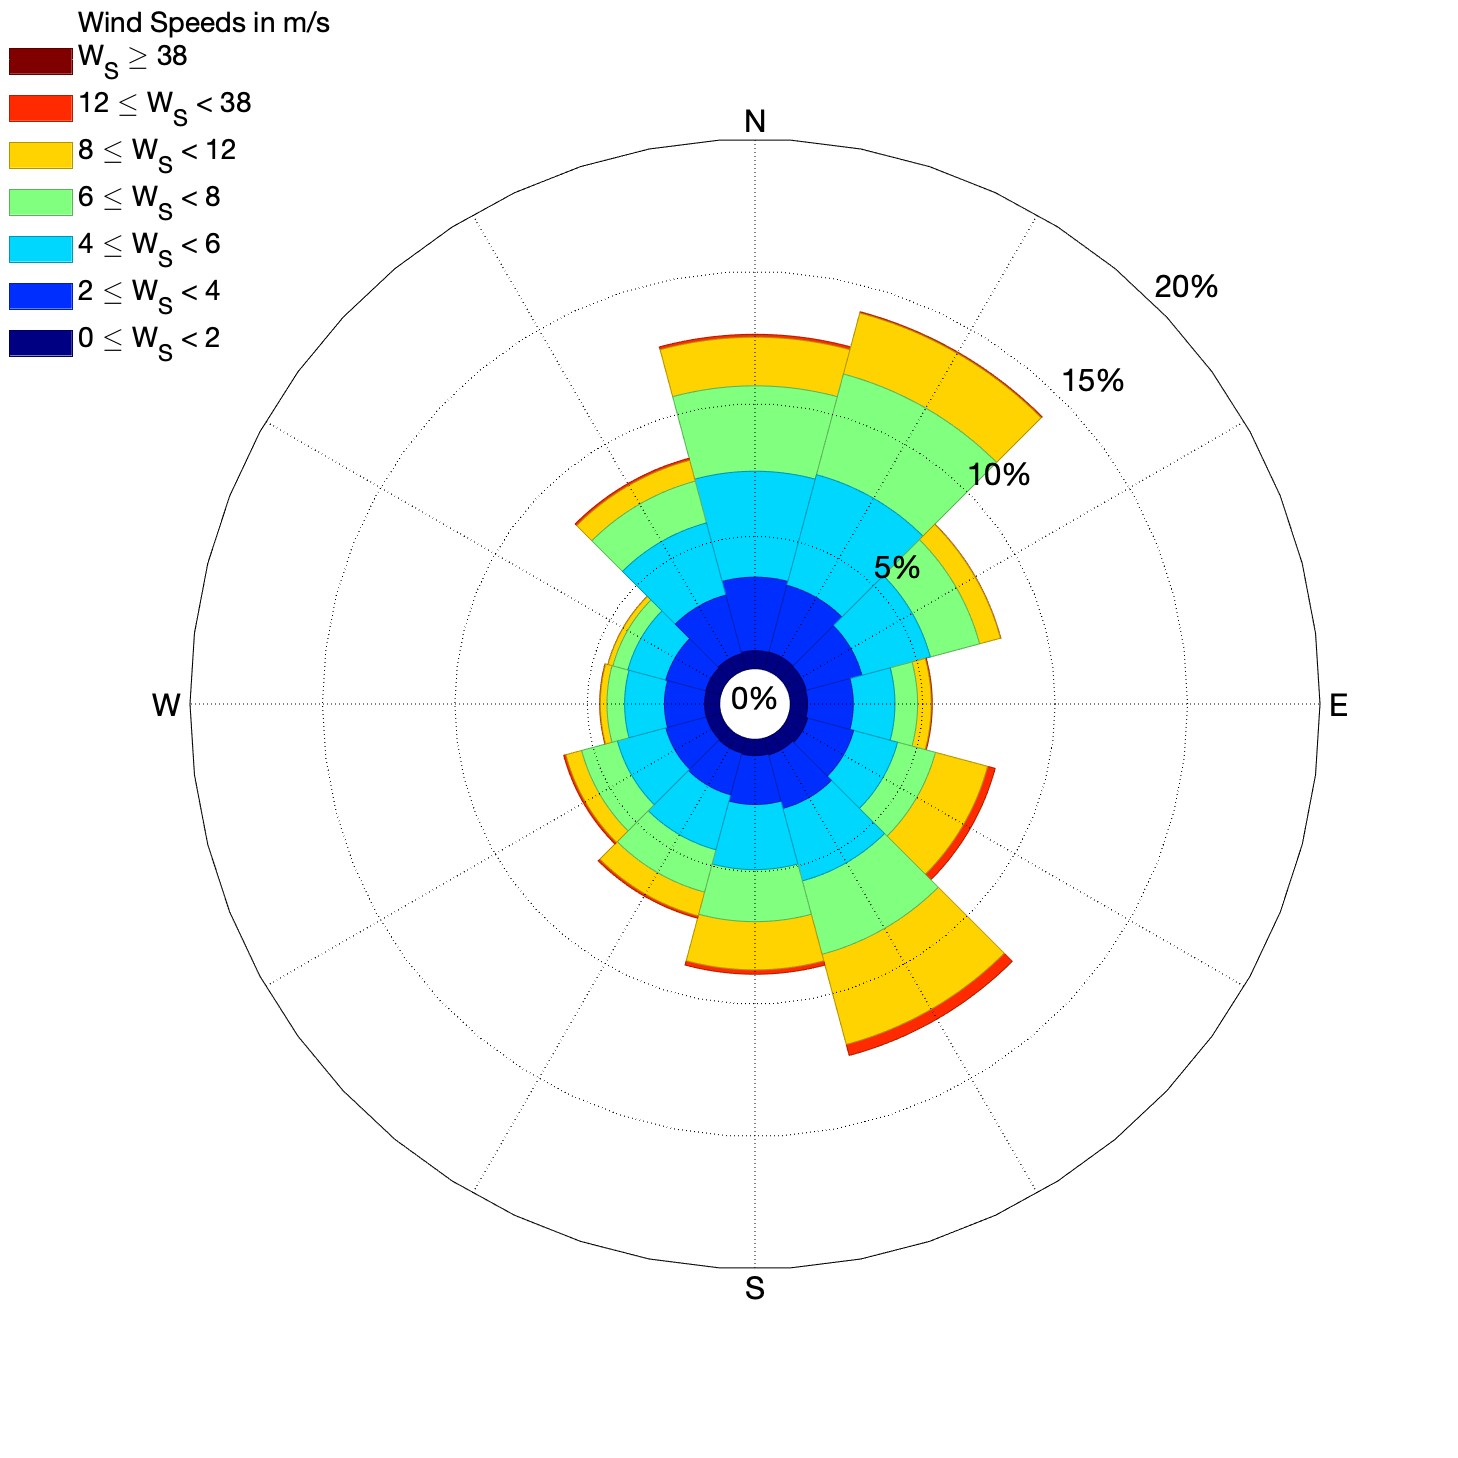 Wind Speeds in m/s
W_S ≥ 38
12 ≤ W_S < 38
8 ≤ W_S < 12
6 ≤ W_S < 8
4 ≤ W_S < 6
2 ≤ W_S < 4
0 ≤ W_S < 2
N
20%
15%
10%
5%
0%
W
E
S